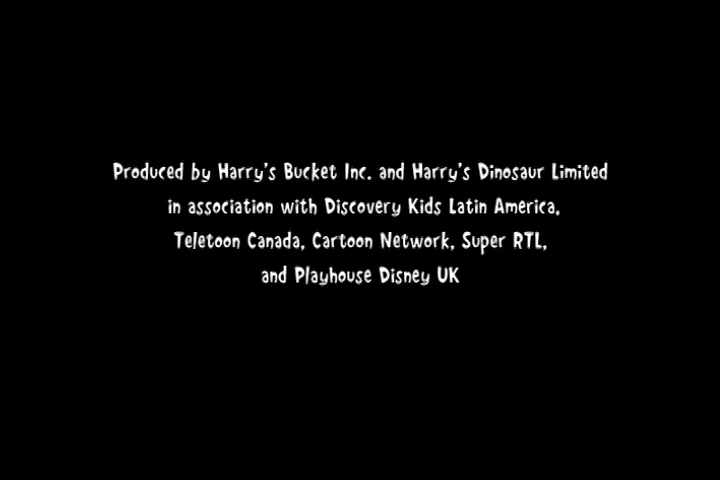 Produced by Harry's Bucket Inc. and Harry's Dinosaur Limited
in association with Discovery Kids Latin America,
Teletoon Canada, Cartoon Network, Super RTL,
and Playhouse Disney UK